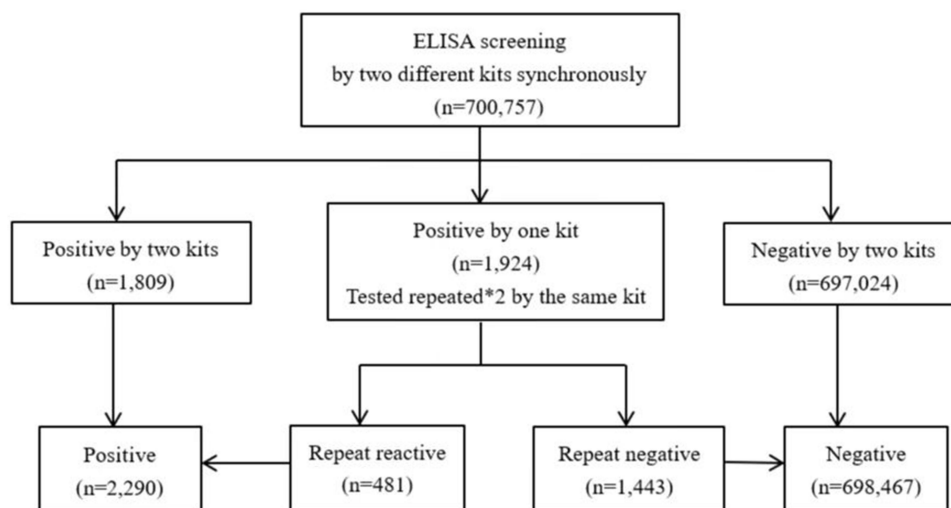 ELISA screening
by two different kits synchronously
(n=700,757)
Positive by two kits
(n=1,809)
Positive by one kit
(n=1,924)
Tested repeated*2 by the same kit
Negative by two kits
(n=697,024)
Positive
(n=2,290)
Repeat reactive
(n=481)
Repeat negative
(n=1,443)
Negative
(n=698,467)